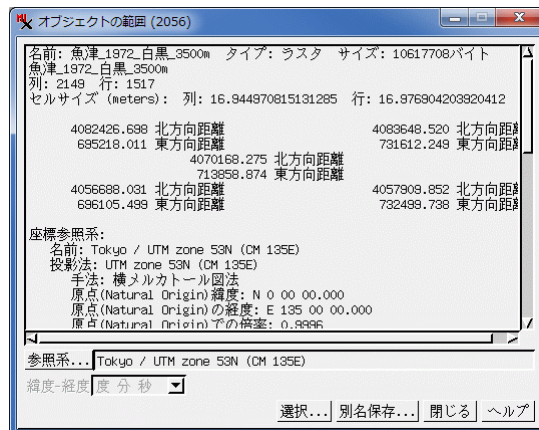 オブジェクトの範囲 (2056)
名前: 魚津_1972_白黒_3500m タイプ: ラスタ サイズ: 10617708バイト
魚津_1972_白黒_3500m
列: 2149 行: 1517
セルサイズ (meters): 列: 16.944970815131285 行: 16.976904203920412
4082426.698 北方向距離 4083648.520 北方向距離
695218.011 東方向距離 731612.249 東方向距離
4070168.275 北方向距離
713858.874 東方向距離
4056688.031 北方向距離 4057909.852 北方向距離
696105.499 東方向距離 732499.738 東方向距離
座標参照系:
名前: Tokyo / UTM zone 53N (CM 135E)
投影法: UTM zone 53N (CM 135E)
手法: 横メルカトール図法
原点(Natural Origin)緯度: N 0 00 00.000
原点(Natural Origin)の経度: E 135 00 00.000
原点(Natural Origin)での倍率: 0.9996
参照系... Tokyo / UTM zone 53N (CM 135E)
緯度-経度 度 分 秒
選択... 別名保存... 閉じる ヘルプ